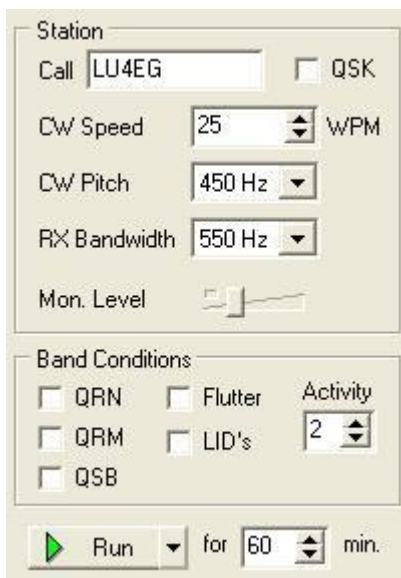 Station
Call LU4EG QSK
CW Speed 25 WPM
CW Pitch 450 Hz
RX Bandwidth 550 Hz
Mon. Level
Band Conditions
QRN Flutter Activity
QRM LID's 2
QSB
Run for 60 min.